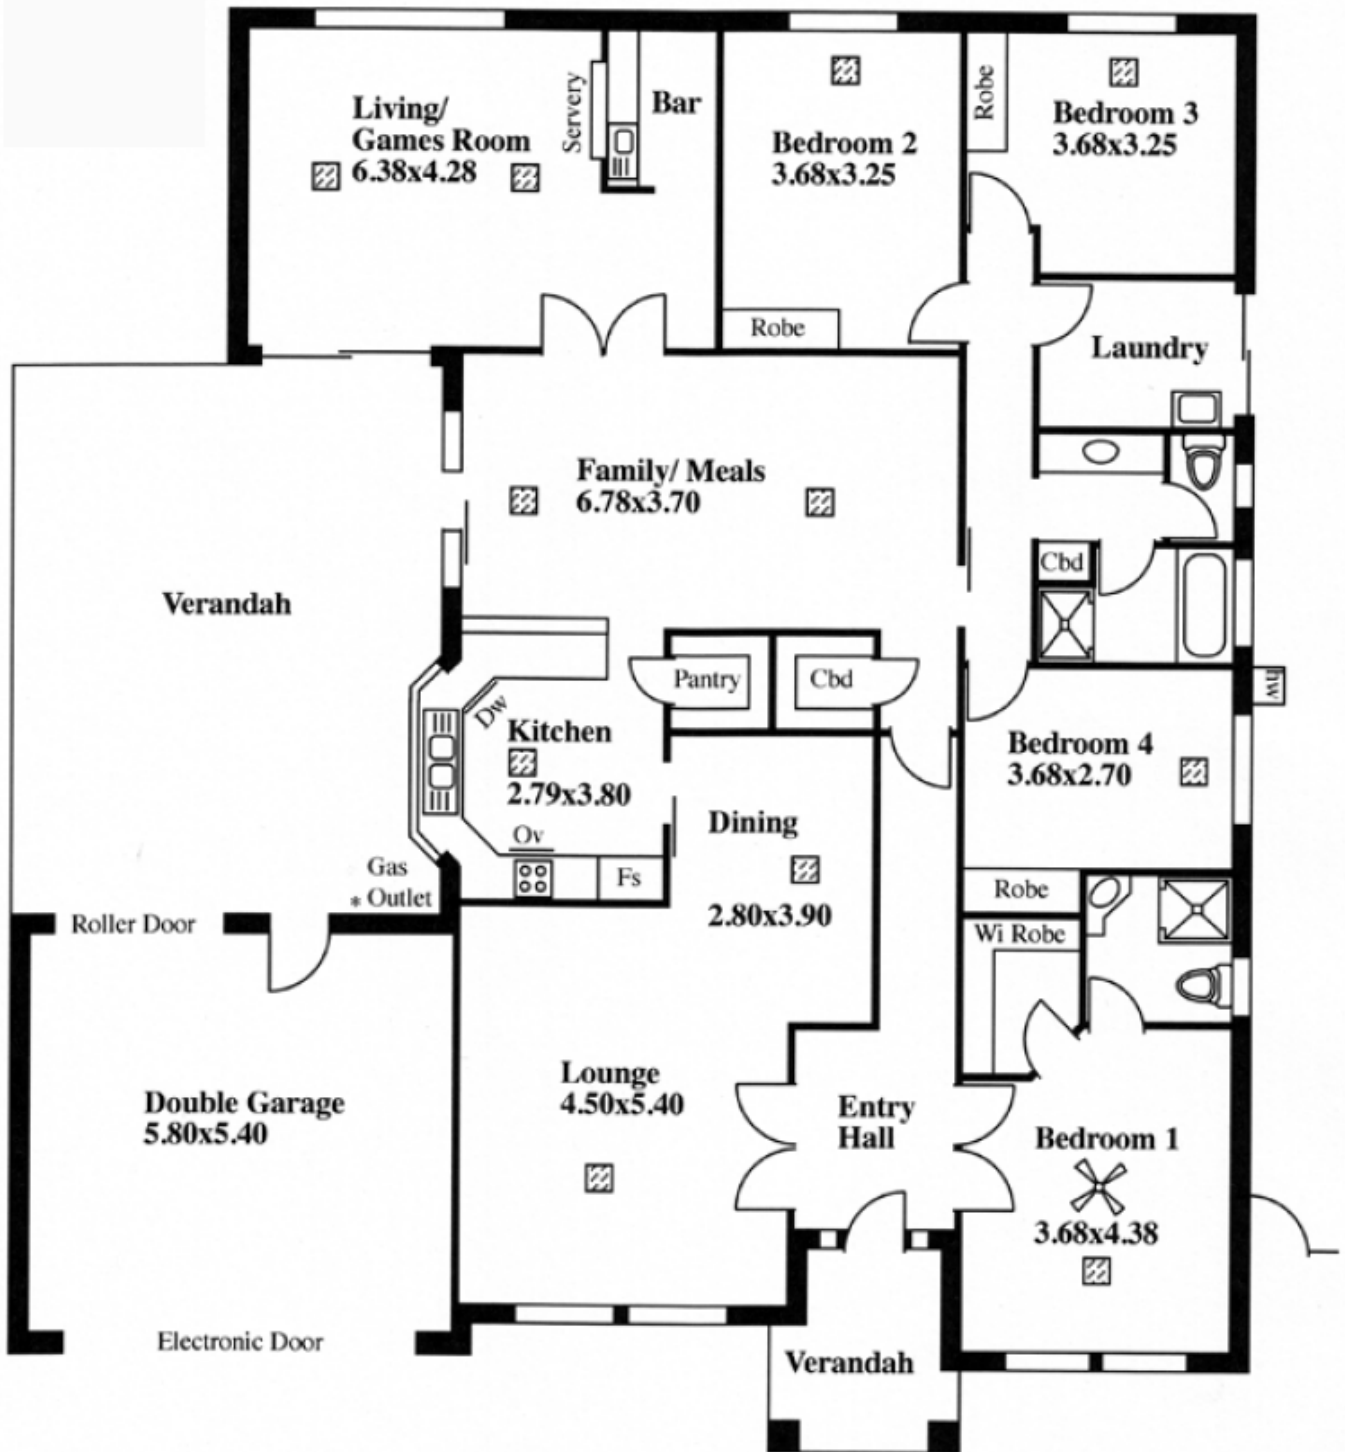 Living/
Games Room
6.38x4.28
Servery
Bar
Bedroom 2
3.68x3.25
Robe
Robe
Bedroom 3
3.68x3.25
Laundry
Family/ Meals
6.78x3.70
Cbd
Verandah
hw
Pantry
Cbd
Dw
Kitchen
2.79x3.80
Ov
Fs
Bedroom 4
3.68x2.70
Dining
2.80x3.90
Gas
* Outlet
Robe
Wi Robe
Roller Door
Double Garage
5.80x5.40
Lounge
4.50x5.40
Entry
Hall
Bedroom 1
3.68x4.38
Electronic Door
Verandah